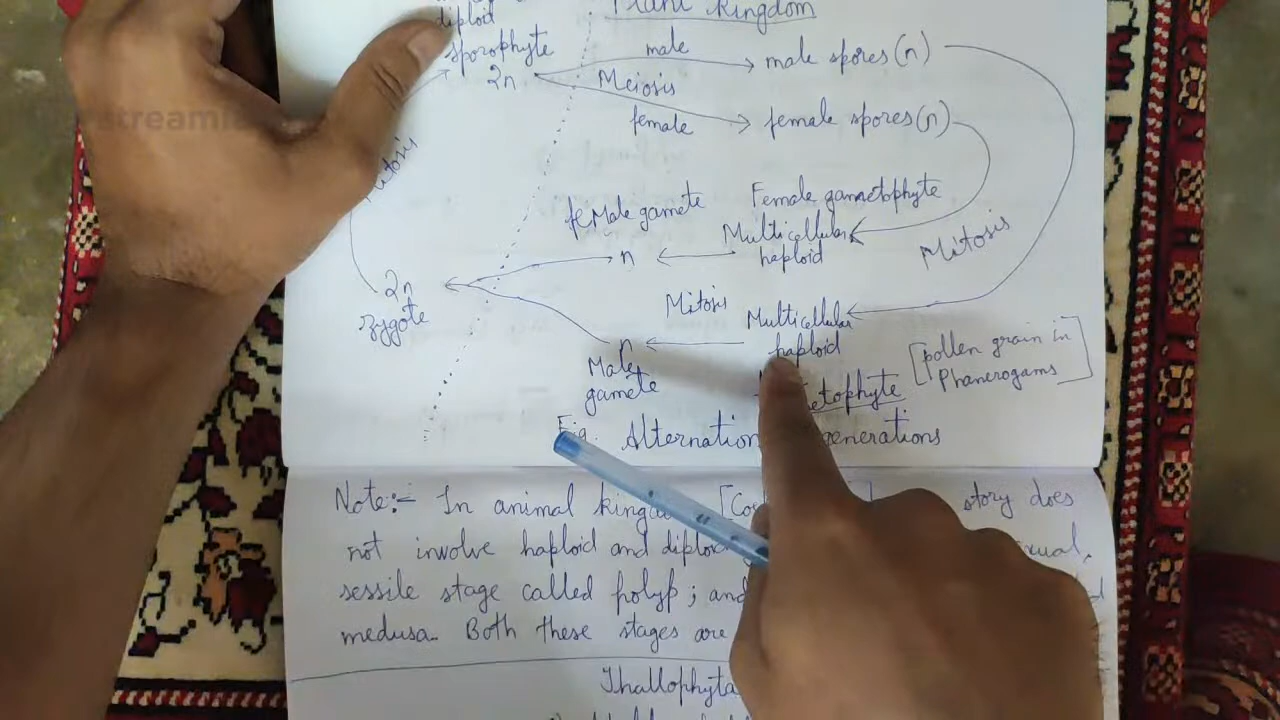 Plant kingdom
diploid
sporophyte
2n
male
Meiosis
female
male spores (n)
female spores (n)
Mitosis
Female gametophyte
Multicellular
haploid
Mitosis
feMale gamete
n
2n
zygote
Mitosis
Multicellular
haploid
[pollen grain in
Phanerogams]
n
Male
gamete
Fig. Alternation generations
Note:- In animal story does
not involve haploid and
sessile stage called polyp; and
medusa. Both these stages are
Thallophyta